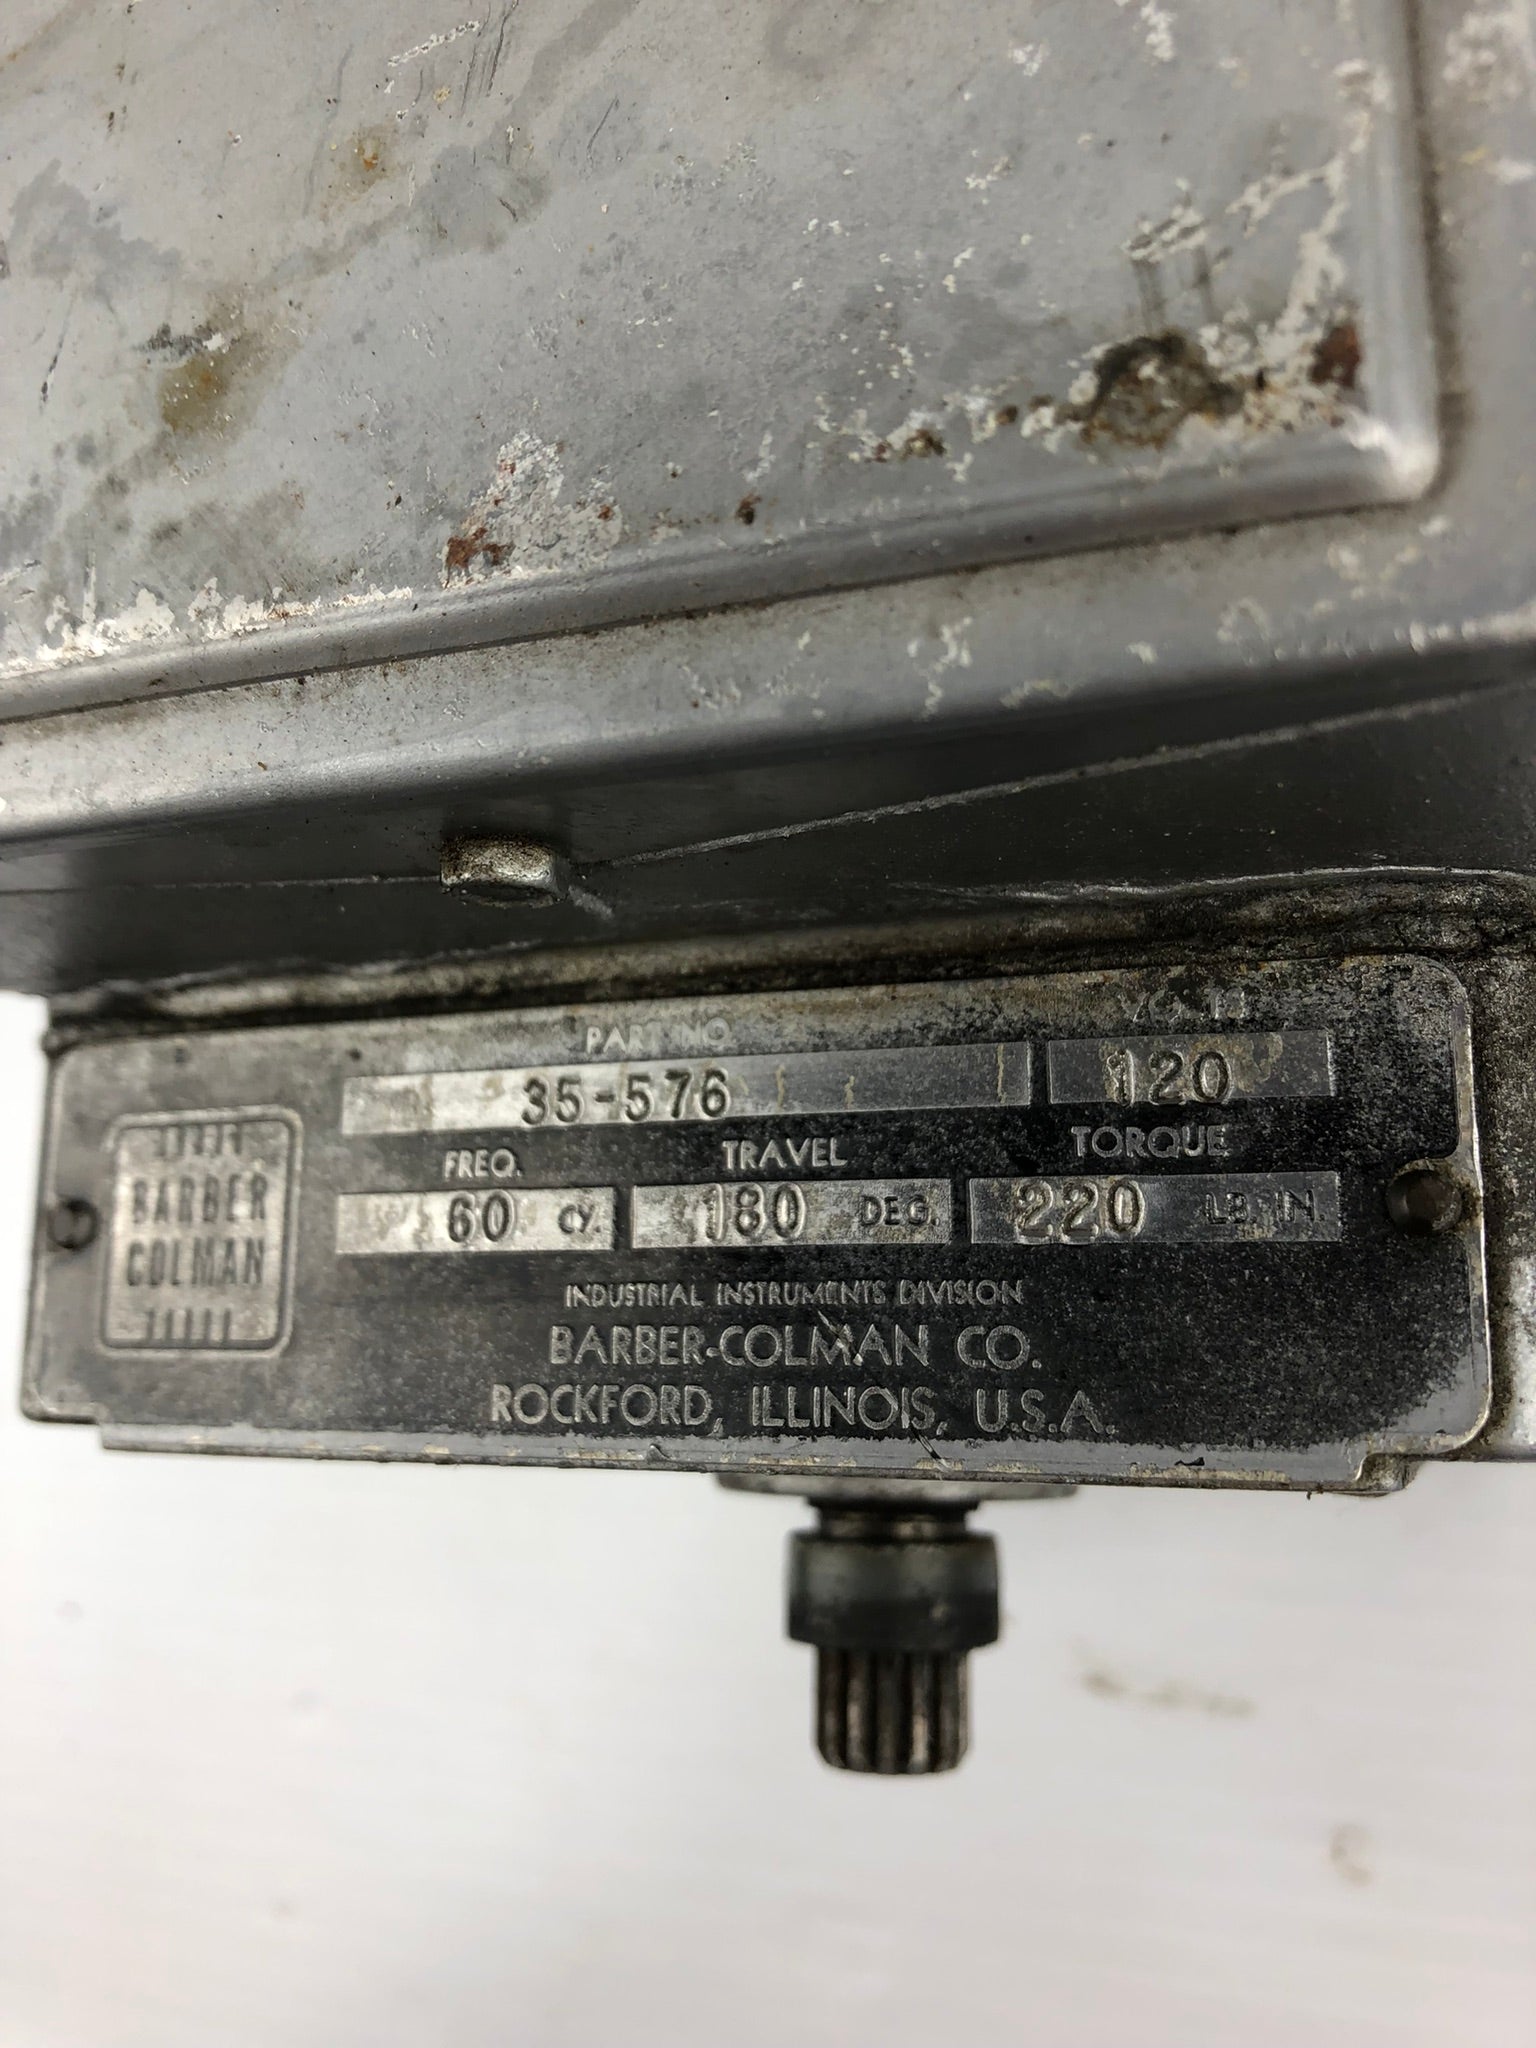 PART NO. VOLTS
35-576 120
FREQ. TRAVEL TORQUE
60 CY. 180 DEG. 220 LB. IN.
BARBER
COLMAN
INDUSTRIAL INSTRUMENTS DIVISION
BARBER-COLMAN CO.
ROCKFORD, ILLINOIS, U.S.A.